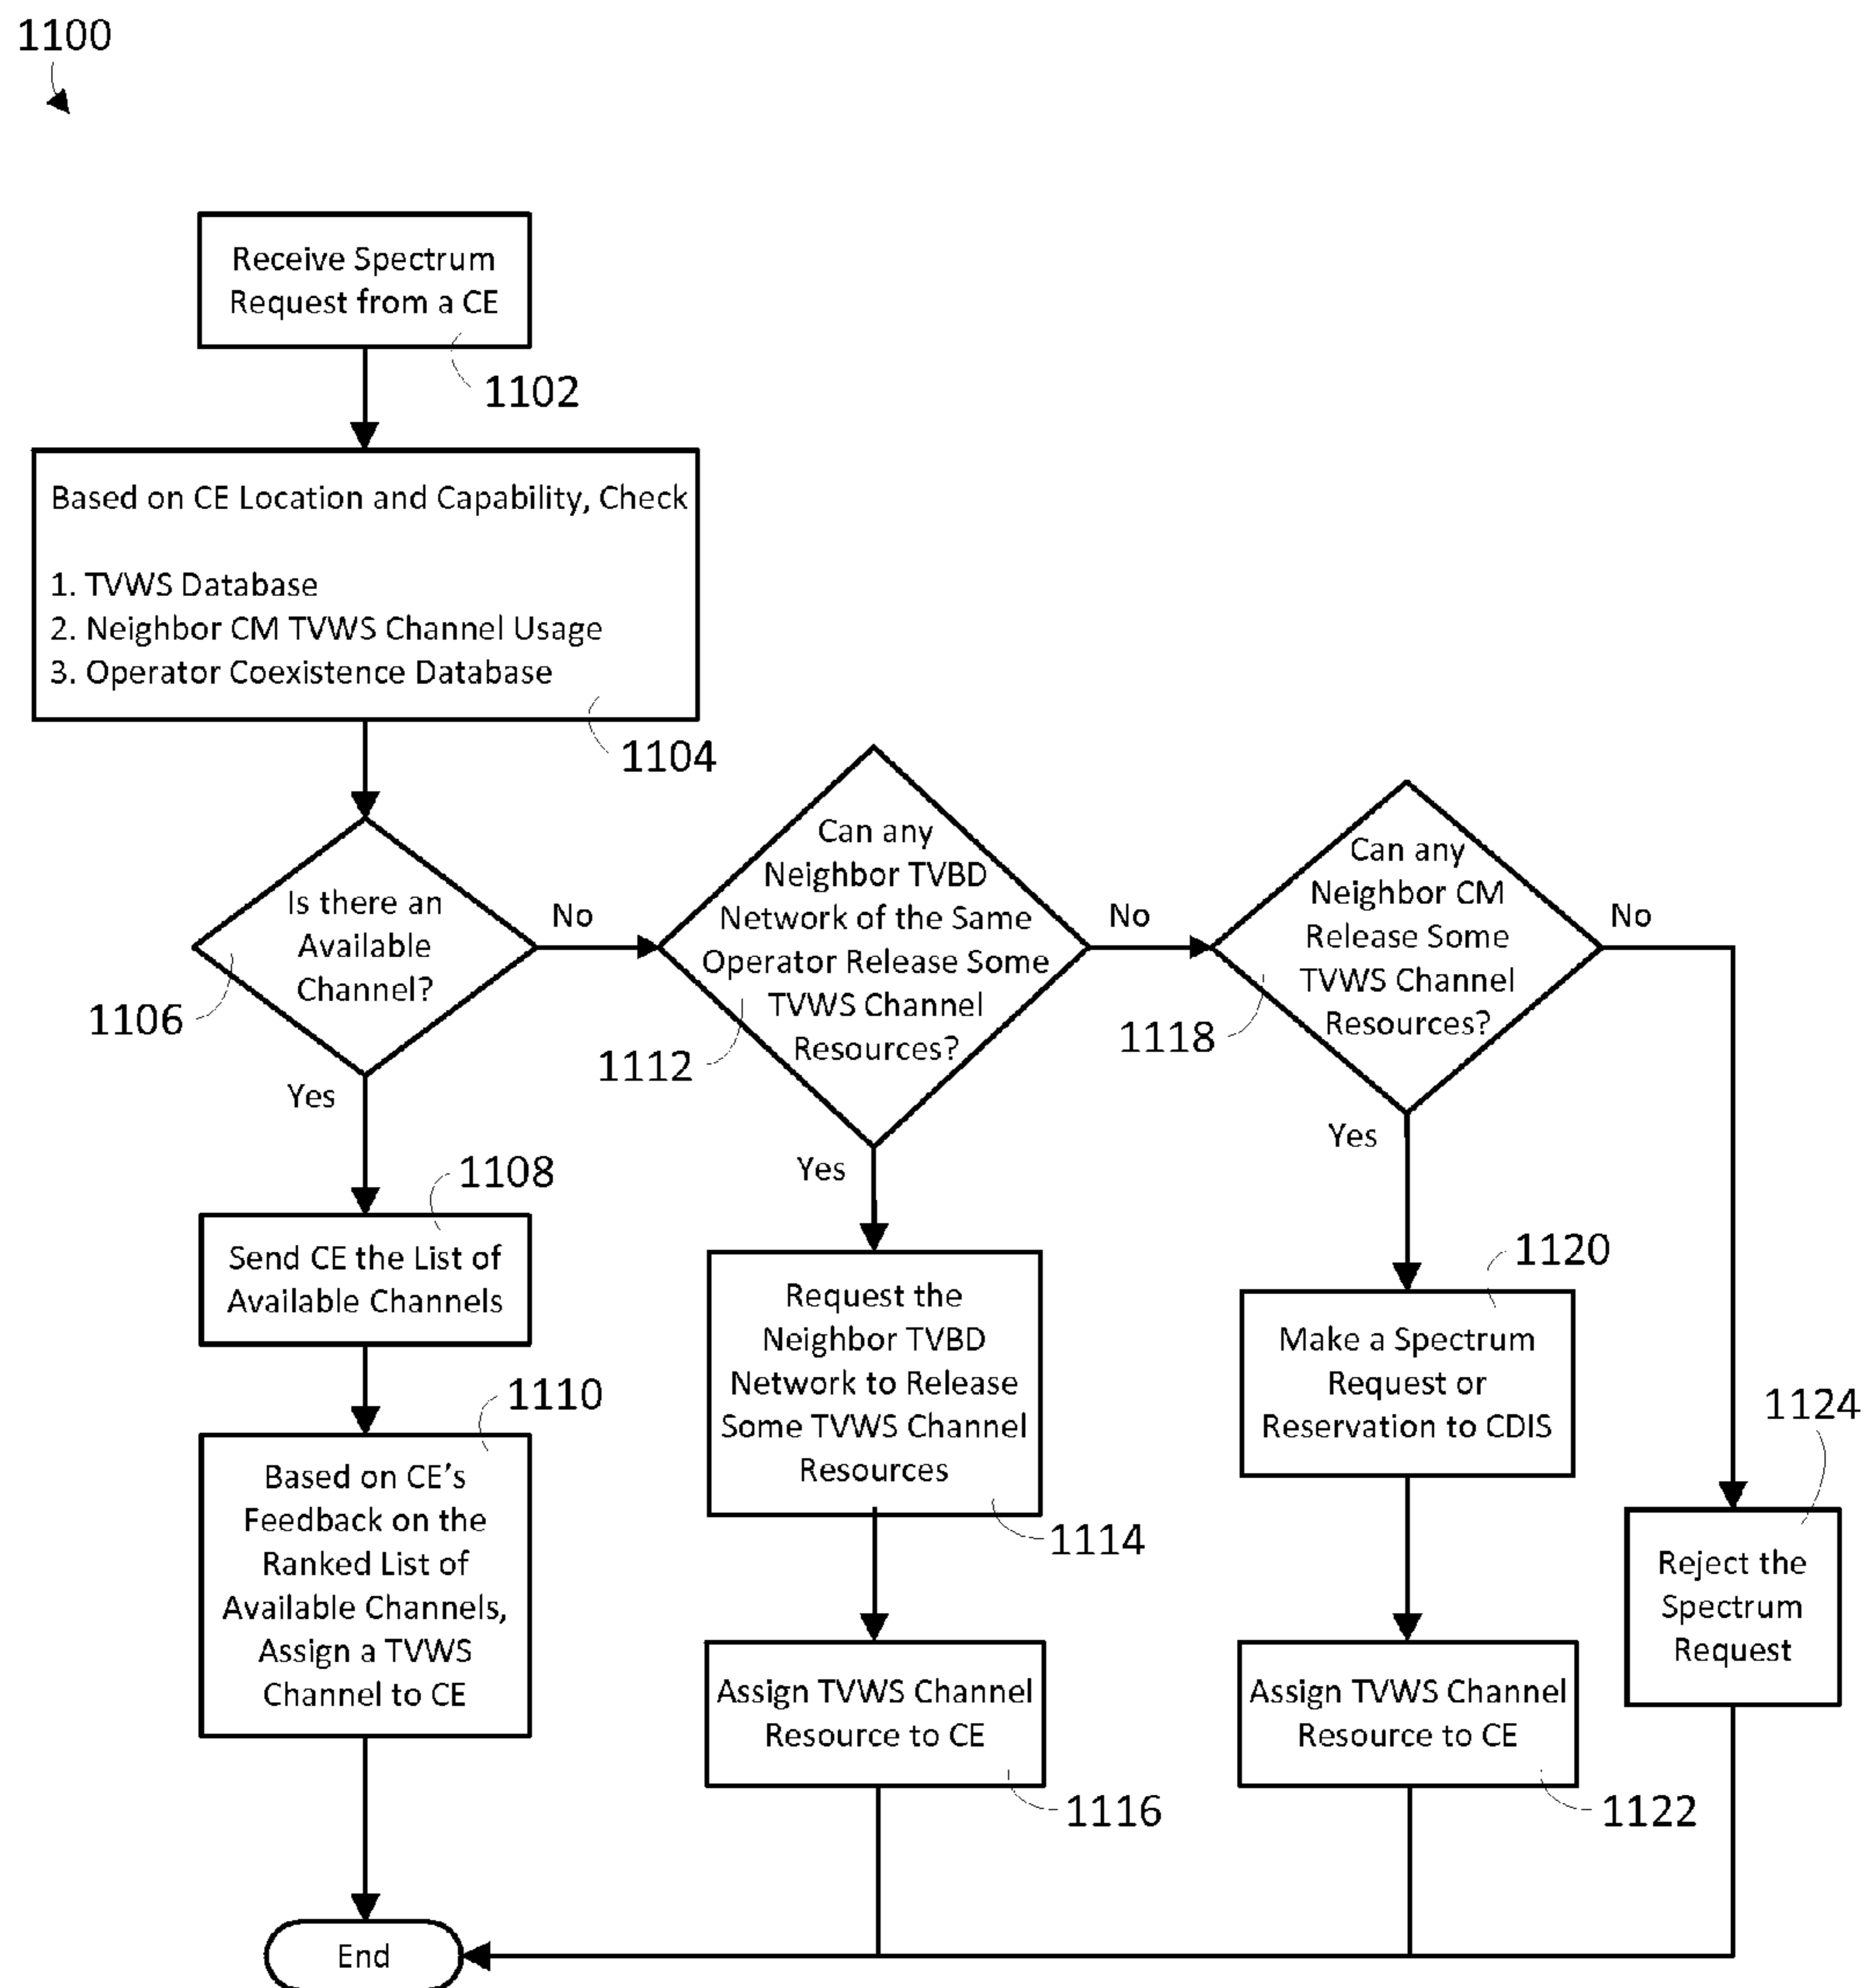 1100
Receive Spectrum
Request from a CE
1102
Based on CE Location and Capability, Check
1. TVWS Database
2. Neighbor CM TVWS Channel Usage
3. Operator Coexistence Database
1104
Is there an
Available
Channel?
1106
No
Yes
Can any
Neighbor TVBD
Network of the Same
Operator Release Some
TVWS Channel
Resources?
1112
No
Yes
Can any
Neighbor CM
Release Some
TVWS Channel
Resources?
1118
No
Yes
1108
Send CE the List of
Available Channels
1110
Based on CE’s
Feedback on the
Ranked List of
Available Channels,
Assign a TVWS
Channel to CE
Request the
Neighbor TVBD
Network to Release
Some TVWS Channel
Resources
1114
Assign TVWS Channel
Resource to CE
1116
1120
Make a Spectrum
Request or
Reservation to CDIS
Assign TVWS Channel
Resource to CE
1122
1124
Reject the
Spectrum
Request
End